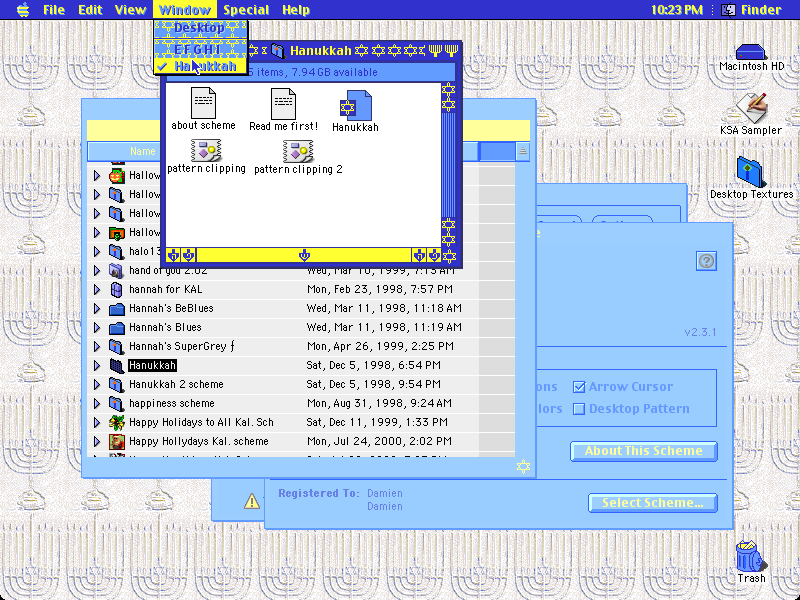 File Edit View Window Special Help 10:23 PM Finder
Desktop
E F G H I
Hanukkah
Hanukkah
5 items, 7.94 GB available
about scheme
Read me first!
Hanukkah
pattern clipping
pattern clipping 2
Macintosh HD
KSA Sampler
Desktop Textures
Trash
Name
Hallow
Hallow
Hallow
Hallow
halo13
hand of god 2.02 Wed, Mar 10, 1999, 7:13 AM
hannah for KAL Mon, Feb 23, 1998, 7:57 PM
Hannah's BeBlues Wed, Mar 11, 1998, 11:18 AM
Hannah's Blues Wed, Mar 11, 1998, 11:19 AM
Hannah's SuperGrey ƒ Mon, Apr 26, 1999, 2:25 PM
Hanukkah Sat, Dec 5, 1998, 6:54 PM
Hanukkah 2 scheme Sat, Dec 5, 1998, 9:54 PM
happiness scheme Mon, Aug 31, 1998, 9:24 AM
Happy Holidays to All Kal. Sch Sat, Dec 11, 1999, 1:33 PM
Happy Hollydays Kal. scheme Mon, Jul 24, 2000, 2:02 PM
v2.3.1
ons Arrow Cursor
lors Desktop Pattern
About This Scheme
Registered To: Damien
Damien
Select Scheme...